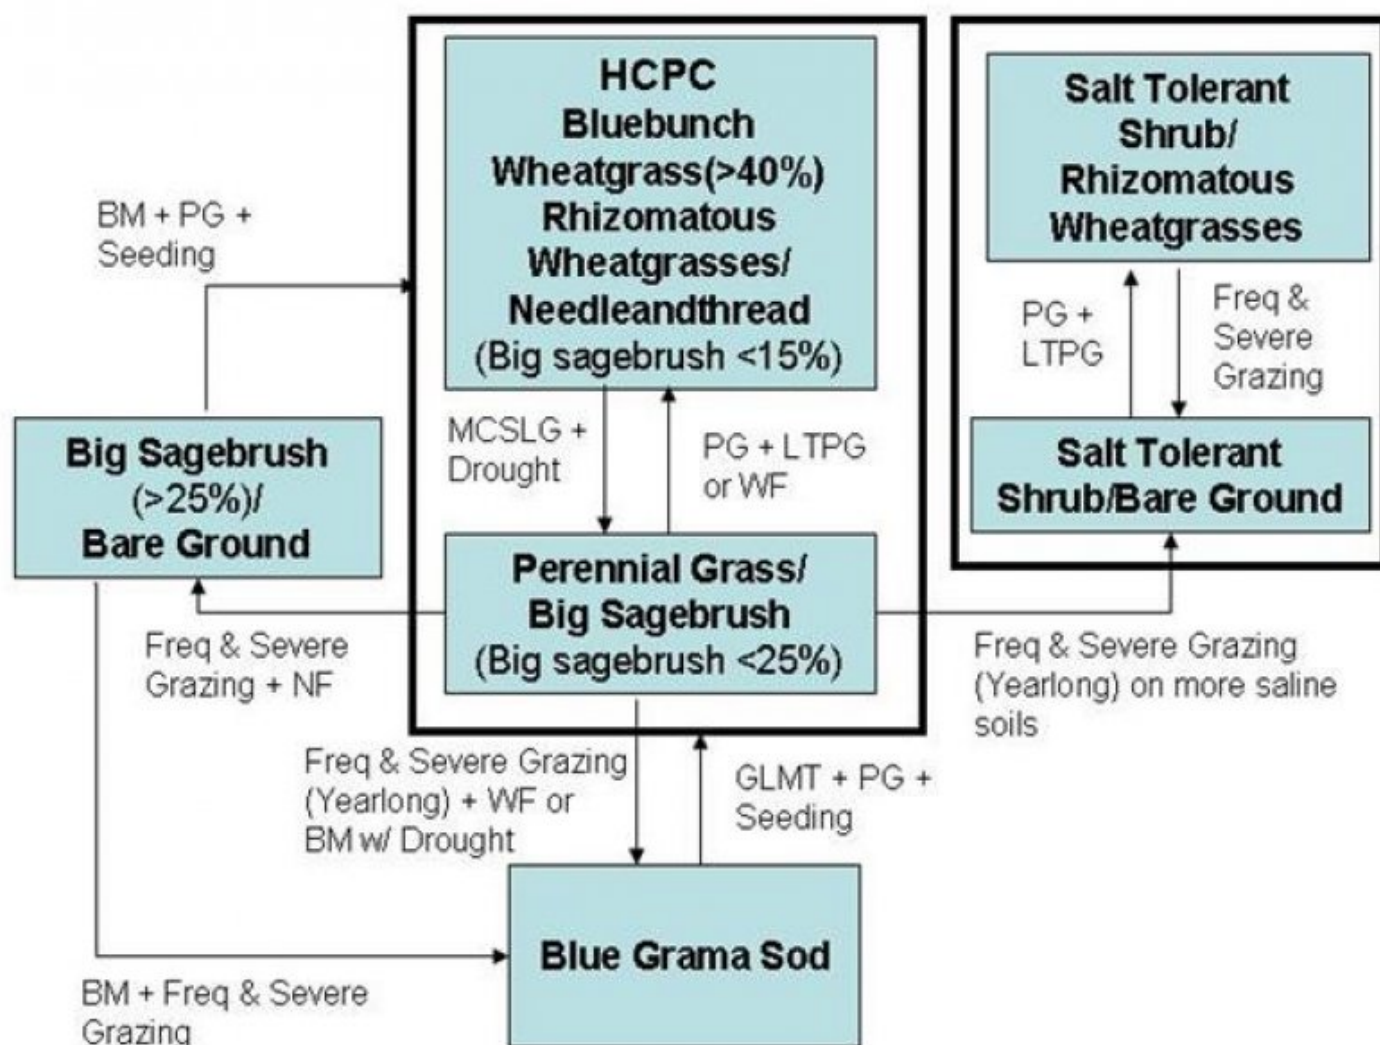 HCPC
Bluebunch
Wheatgrass(>40%)
Rhizomatous
Wheatgrasses/
Needleandthread
(Big sagebrush <15%)
Salt Tolerant
Shrub/
Rhizomatous
Wheatgrasses
BM + PG +
Seeding
PG +
LTPG
Freq &
Severe
Grazing
MCSLG +
Drought
PG + LTPG
or WF
Big Sagebrush
(>25%)/
Bare Ground
Salt Tolerant
Shrub/Bare Ground
Perennial Grass/
Big Sagebrush
(Big sagebrush <25%)
Freq & Severe
Grazing + NF
Freq & Severe Grazing
(Yearlong) on more saline
soils
Freq & Severe Grazing
(Yearlong) + WF or
BM w/ Drought
GLMT + PG +
Seeding
Blue Grama Sod
BM + Freq & Severe
Grazing